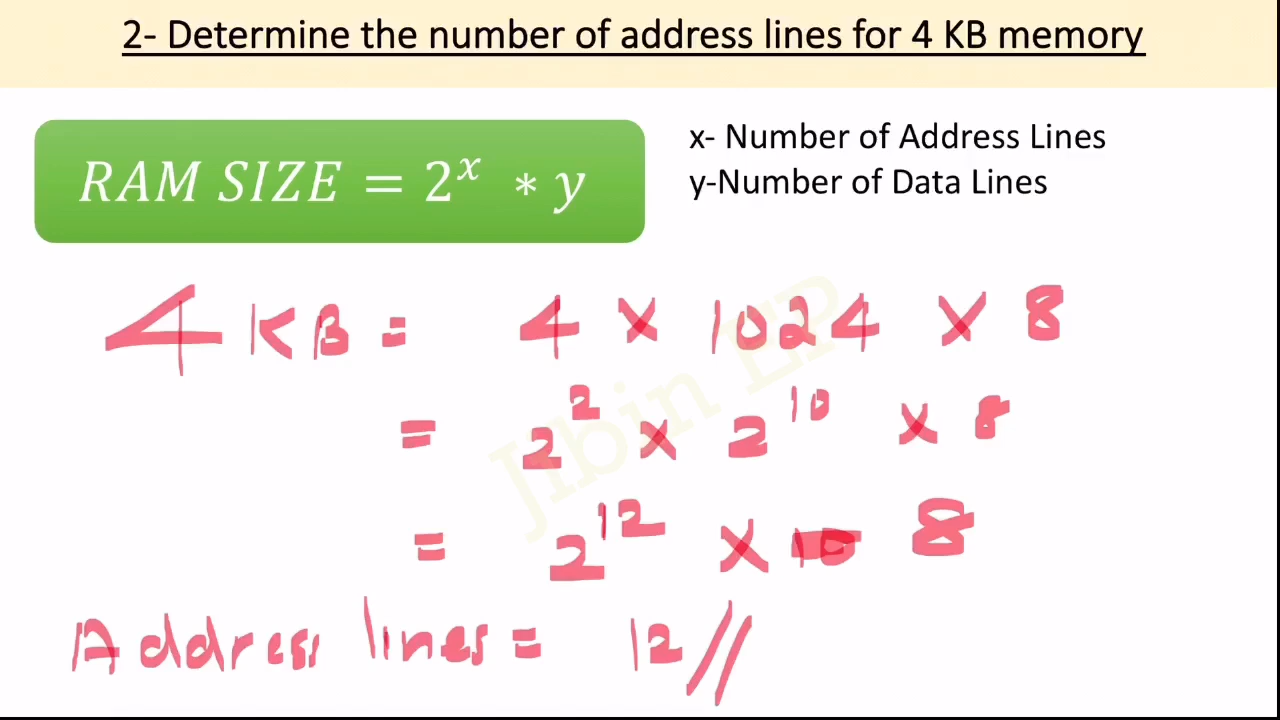 2- Determine the number of address lines for 4 KB memory
RAM SIZE = 2^x * y
x- Number of Address Lines
y-Number of Data Lines
4 KB = 4 x 1024 x 8
= 2^2 x 2^10 x 8
= 2^12 x 8
Address lines = 12 //
Jibin EP